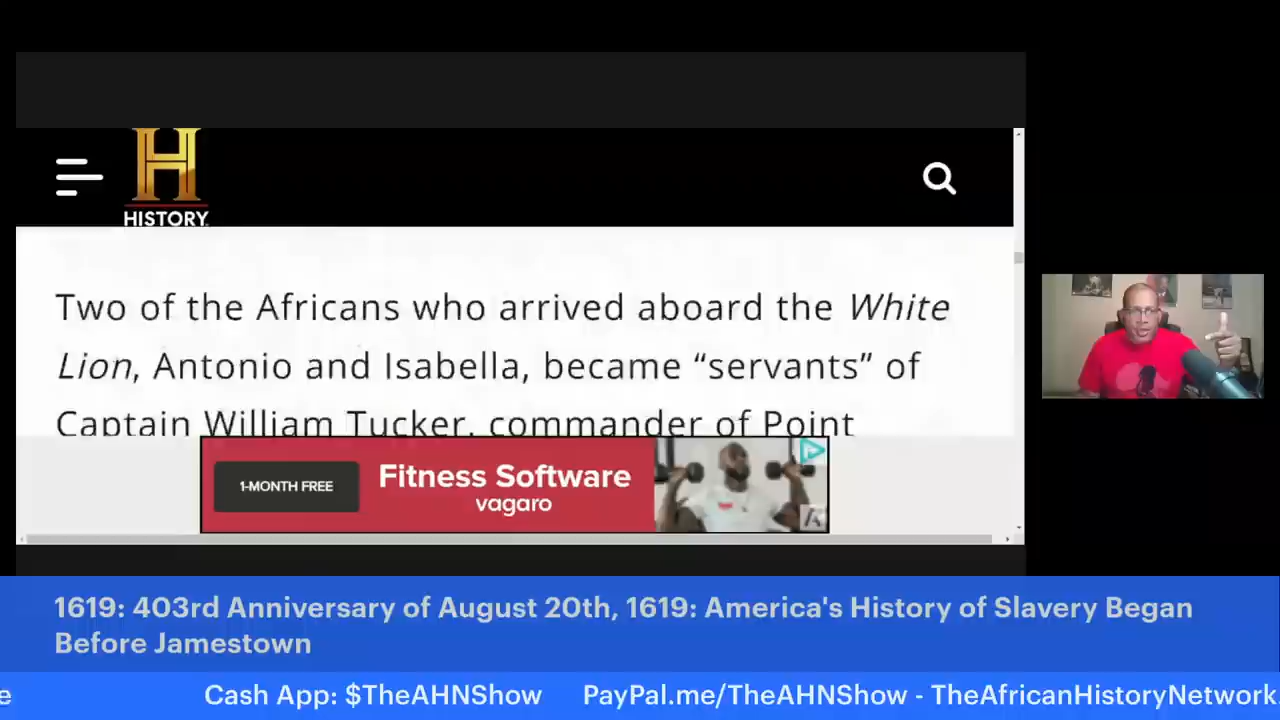 HISTORY
Two of the Africans who arrived aboard the White
Lion, Antonio and Isabella, became “servants” of
Captain William Tucker, commander of Point
1-MONTH FREE
Fitness Software
vagaro
1619: 403rd Anniversary of August 20th, 1619: America's History of Slavery Began
Before Jamestown
e Cash App: $TheAHNShow PayPal.me/TheAHNShow - TheAfricanHistoryNetwork